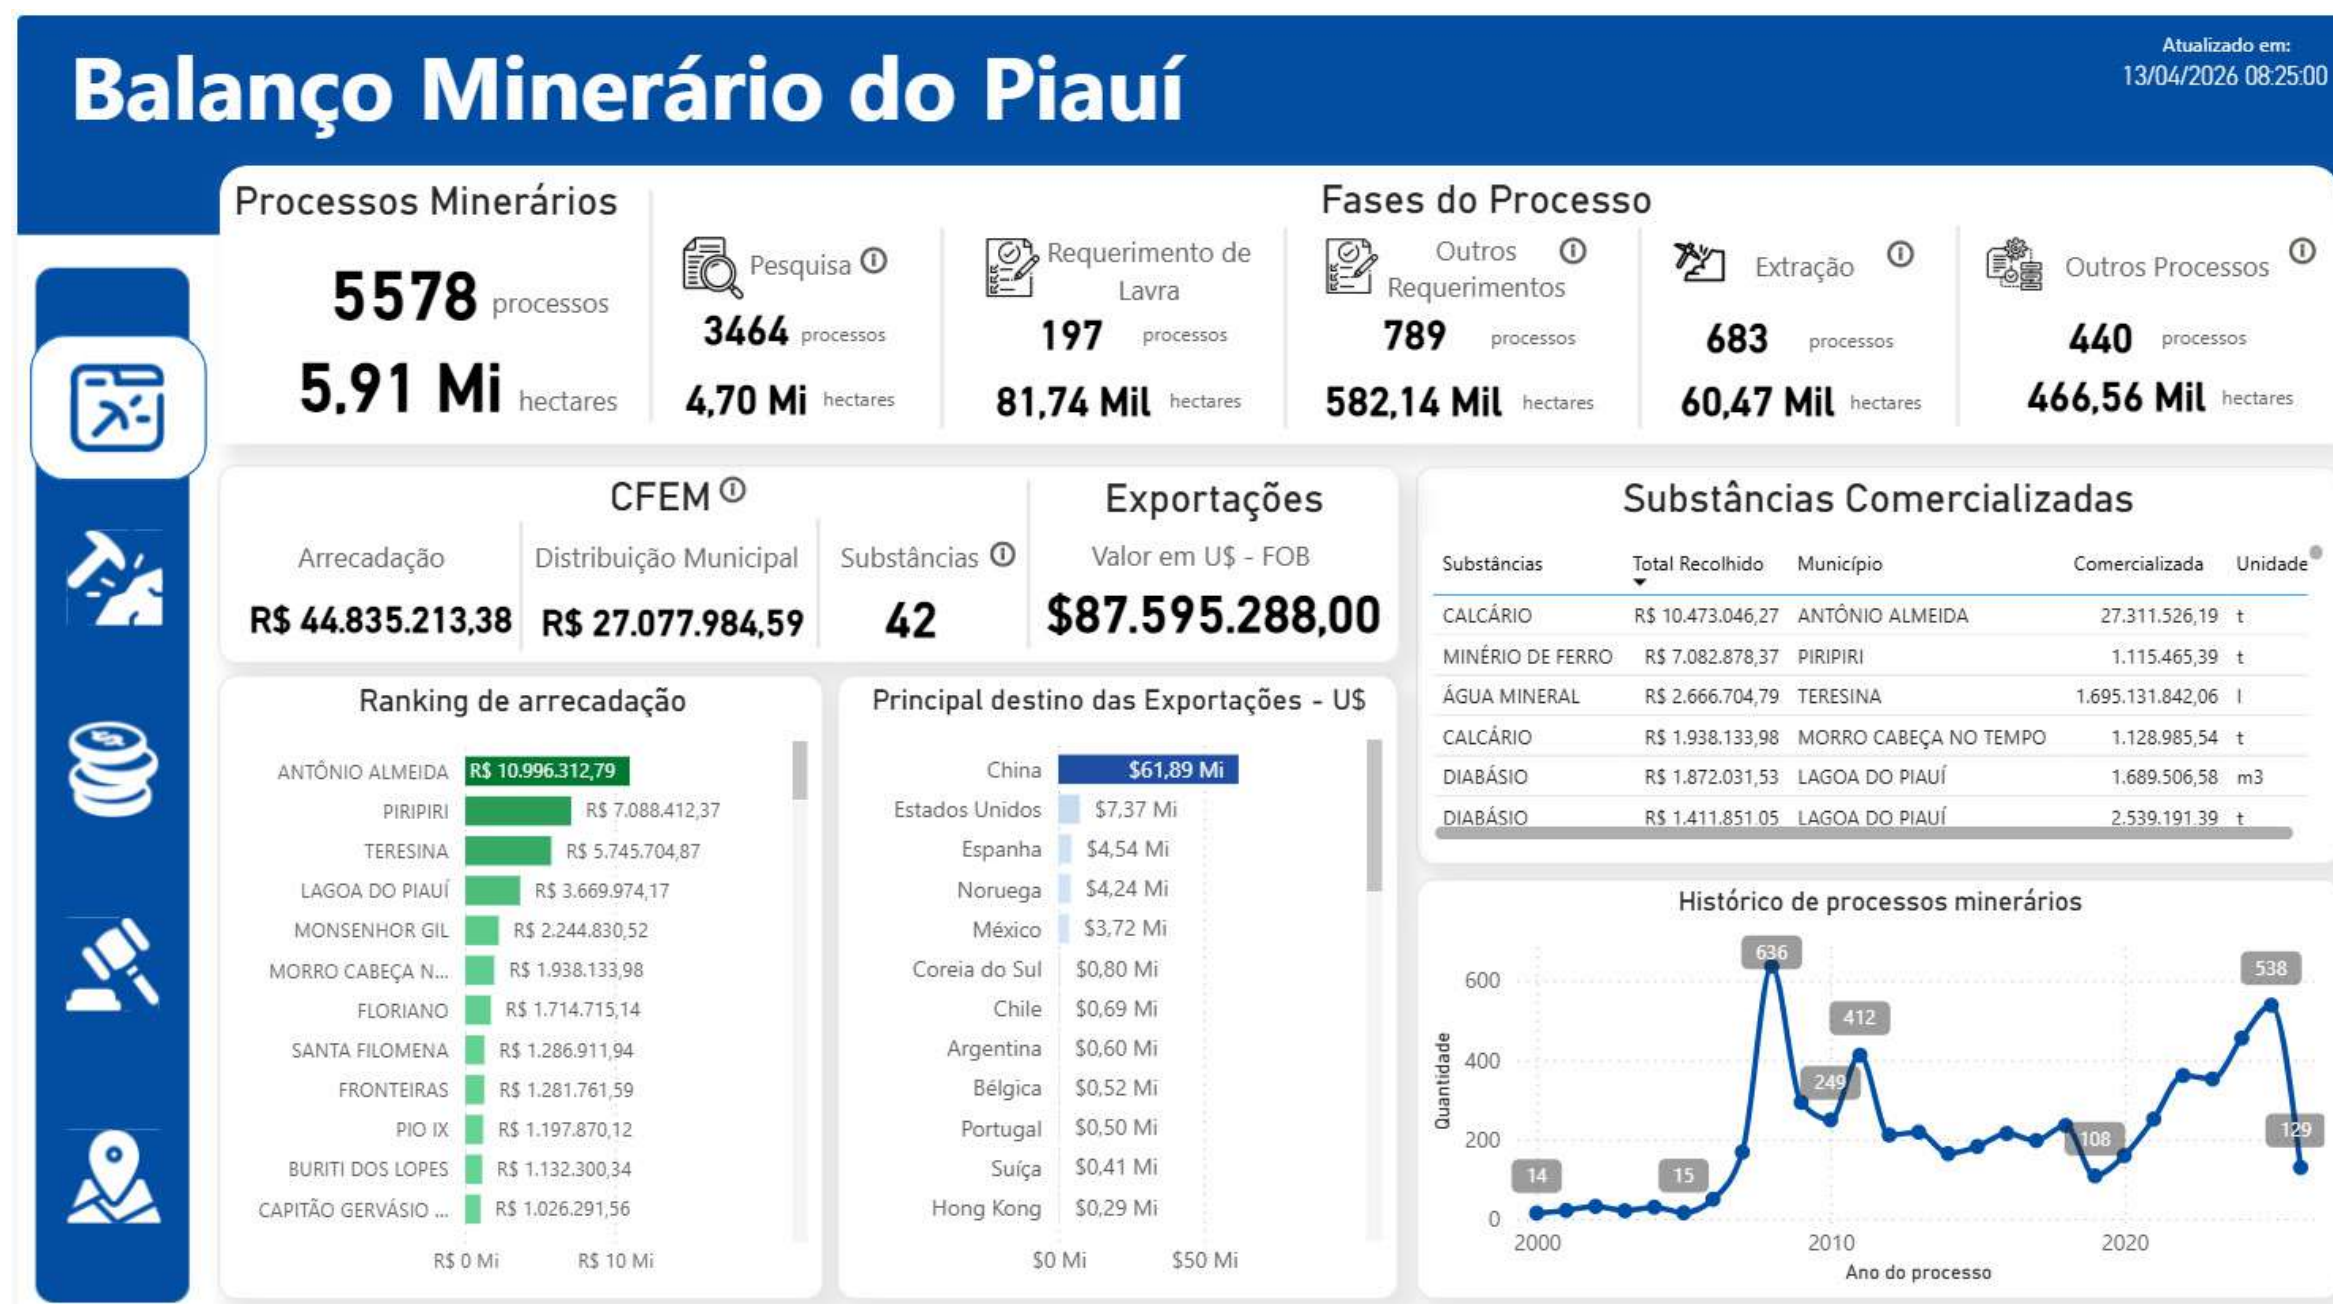 Balanço Minerário do Piauí
Atualizado em:
13/04/2026 08:25:00
Processos Minerários
5578 processos
5,91 Mi hectares
Fases do Processo
Pesquisa
3464 processos
4,70 Mi hectares
Requerimento de
Lavra
197 processos
81,74 Mil hectares
Outros
Requerimentos
789 processos
582,14 Mil hectares
Extração
683 processos
60,47 Mil hectares
Outros Processos
440 processos
466,56 Mil hectares
CFEM
Arrecadação
R$ 44.835.213,38
Distribuição Municipal
R$ 27.077.984,59
Substâncias
42
Exportações
Valor em U$ - FOB
$87.595.288,00
Substâncias Comercializadas
Substâncias Total Recolhido Município Comercializada Unidade
CALCÁRIO R$ 10.473.046,27 ANTÔNIO ALMEIDA 27.311.526,19 t
MINÉRIO DE FERRO R$ 7.082.878,37 PIRIPIRI 1.115.465,39 t
ÁGUA MINERAL R$ 2.666.704,79 TERESINA 1.695.131.842,06 l
CALCÁRIO R$ 1.938.133,98 MORRO CABEÇA NO TEMPO 1.128.985,54 t
DIABÁSIO R$ 1.872.031,53 LAGOA DO PIAUÍ 1.689.506,58 m3
DIABÁSIO R$ 1.411.851,05 LAGOA DO PIAUÍ 2.539.191,39 t
Ranking de arrecadação
ANTÔNIO ALMEIDA R$ 10.996.312,79
PIRIPIRI R$ 7.088.412,37
TERESINA R$ 5.745.704,87
LAGOA DO PIAUÍ R$ 3.669.974,17
MONSENHOR GIL R$ 2.244.830,52
MORRO CABEÇA N... R$ 1.938.133,98
FLORIANO R$ 1.714.715,14
SANTA FILOMENA R$ 1.286.911,94
FRONTEIRAS R$ 1.281.761,59
PIO IX R$ 1.197.870,12
BURITI DOS LOPES R$ 1.132.300,34
CAPITÃO GERVÁSIO ... R$ 1.026.291,56
R$ 0 Mi R$ 10 Mi
Principal destino das Exportações - U$
China $61,89 Mi
Estados Unidos $7,37 Mi
Espanha $4,54 Mi
Noruega $4,24 Mi
México $3,72 Mi
Coreia do Sul $0,80 Mi
Chile $0,69 Mi
Argentina $0,60 Mi
Bélgica $0,52 Mi
Portugal $0,50 Mi
Suíça $0,41 Mi
Hong Kong $0,29 Mi
$0 Mi $50 Mi
Histórico de processos minerários
Quantidade
600
400
200
0
14
15
636
249
412
108
538
129
2000 2010 2020
Ano do processo